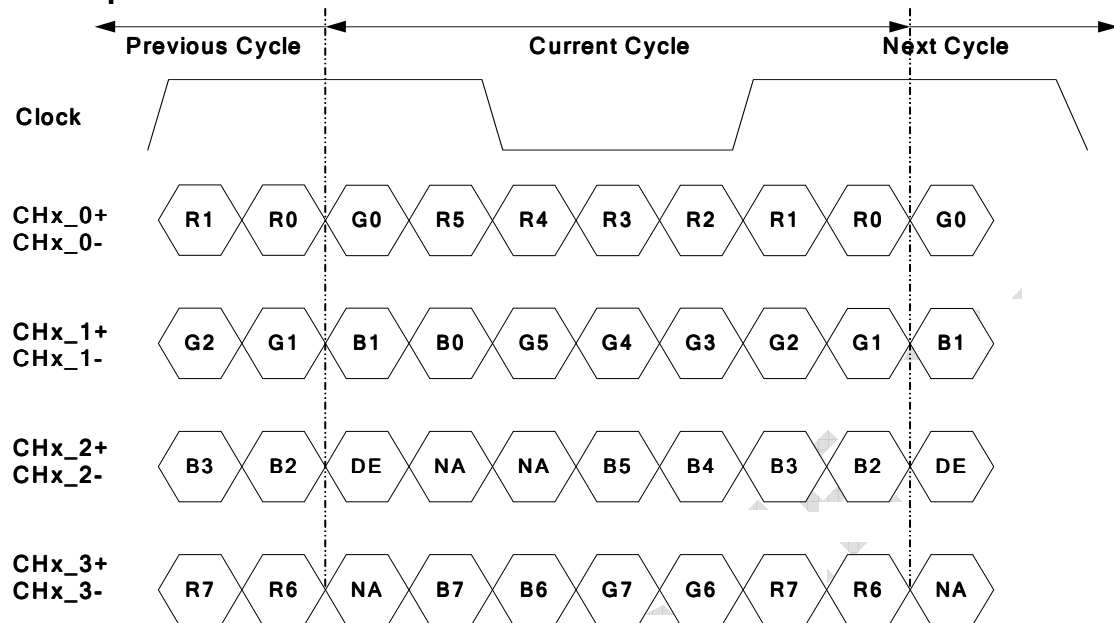 Previous Cycle Current Cycle Next Cycle
Clock
CHx_0+
CHx_0-
R1 R0 G0 R5 R4 R3 R2 R1 R0 G0
CHx_1+
CHx_1-
G2 G1 B1 B0 G5 G4 G3 G2 G1 B1
CHx_2+
CHx_2-
B3 B2 DE NA NA B5 B4 B3 B2 DE
CHx_3+
CHx_3-
R7 R6 NA B7 B6 G7 G6 R7 R6 NA